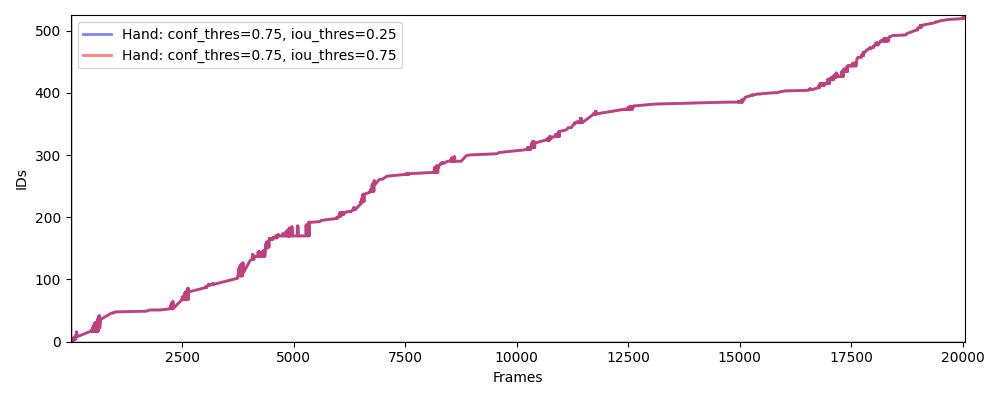 Hand: conf_thres=0.75, iou_thres=0.25
Hand: conf_thres=0.75, iou_thres=0.75
500
400
300
200
100
0
IDs
2500 5000 7500 10000 12500 15000 17500 20000
Frames